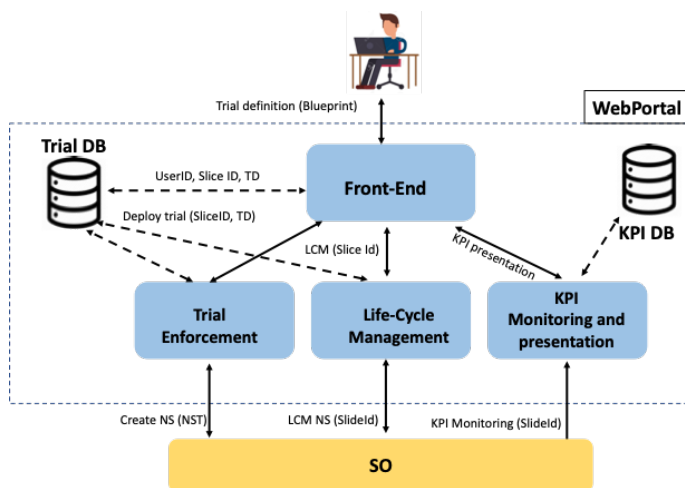 Trial definition (Blueprint)
WebPortal
Trial DB
UserID, Slice ID, TD
Front-End
KPI DB
Deploy trial (SliceID, TD)
LCM (Slice Id)
KPI presentation
Trial
Enforcement
Life-Cycle
Management
KPI
Monitoring and
presentation
Create NS (NST)
LCM NS (SlideId)
KPI Monitoring (SlideId)
SO